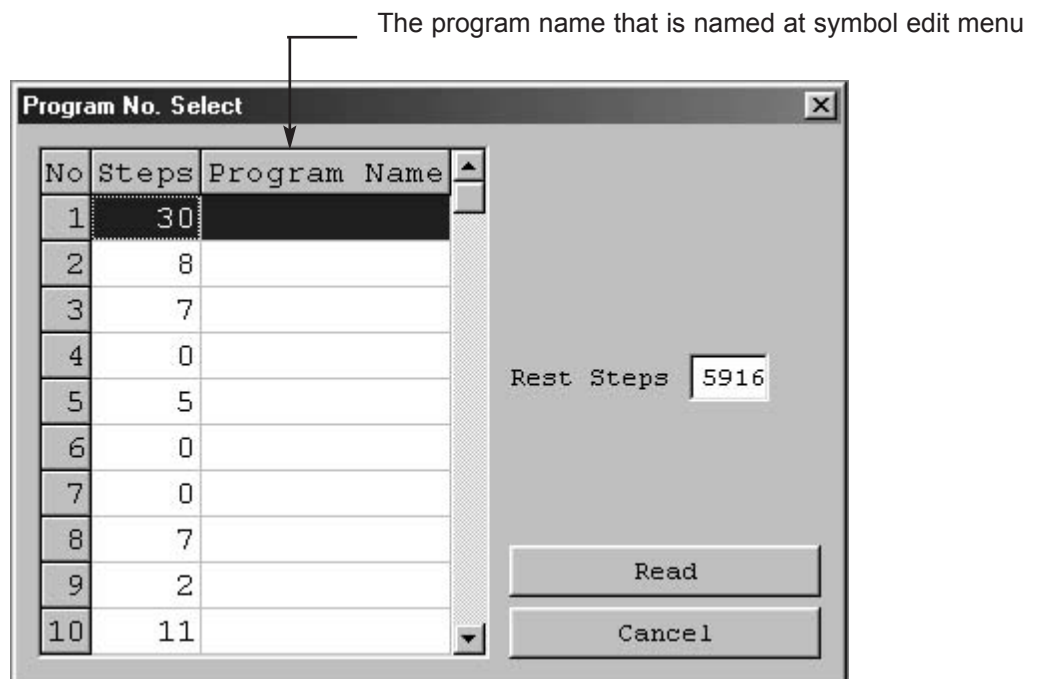 The program name that is named at symbol edit menu
Program No. Select
No Steps Program Name
1 30
2 8
3 7
4 0
5 5
6 0
7 0
8 7
9 2
10 11
Rest Steps 5916
Read
Cancel